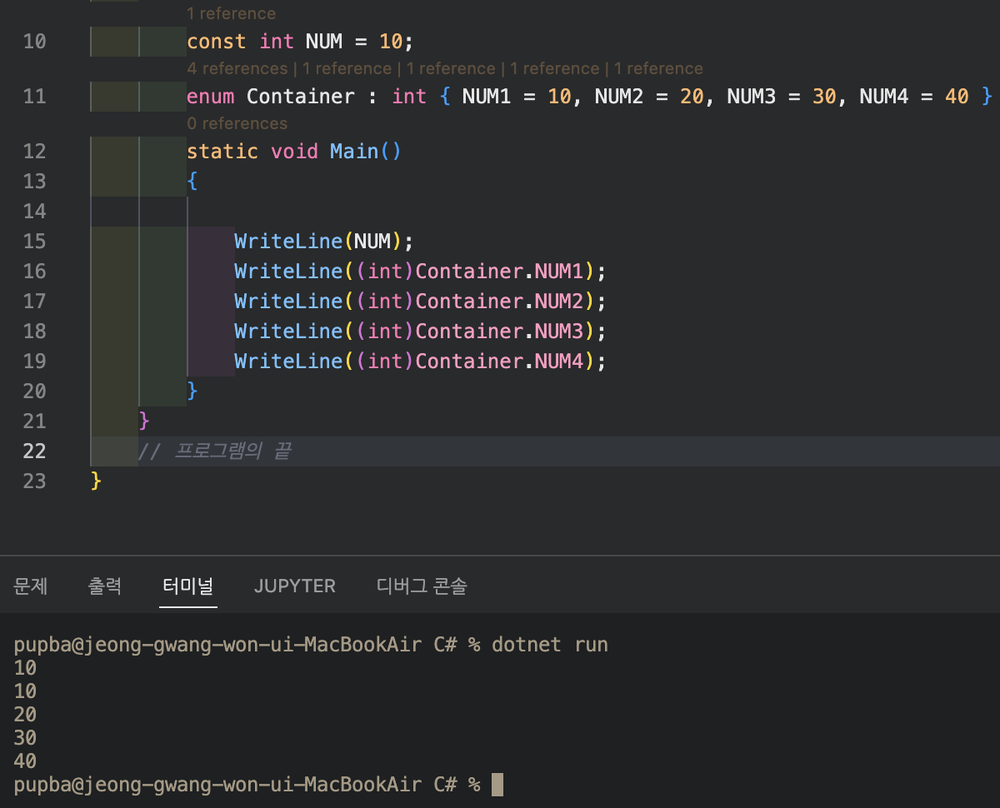 1 reference
10 const int NUM = 10;
4 references | 1 reference | 1 reference | 1 reference | 1 reference
11 enum Container : int { NUM1 = 10, NUM2 = 20, NUM3 = 30, NUM4 = 40 }
0 references
12 static void Main()
13 {
14
15 WriteLine(NUM);
16 WriteLine((int)Container.NUM1);
17 WriteLine((int)Container.NUM2);
18 WriteLine((int)Container.NUM3);
19 WriteLine((int)Container.NUM4);
20 }
21 }
22 // 프로그램의 끝
23 }
문제 출력 터미널 JUPYTER 디버그 콘솔
pupba@jeong-gwang-won-ui-MacBookAir C# % dotnet run
10
10
20
30
40
pupba@jeong-gwang-won-ui-MacBookAir C# %